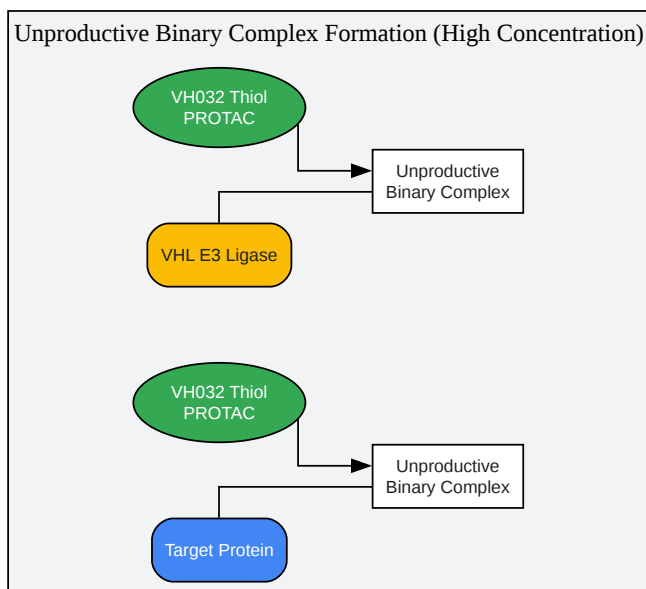 Unproductive Binary Complex Formation (High Concentration)
VH032 Thiol
PROTAC
Unproductive
Binary Complex
VHL E3 Ligase
VH032 Thiol
PROTAC
Unproductive
Binary Complex
Target Protein